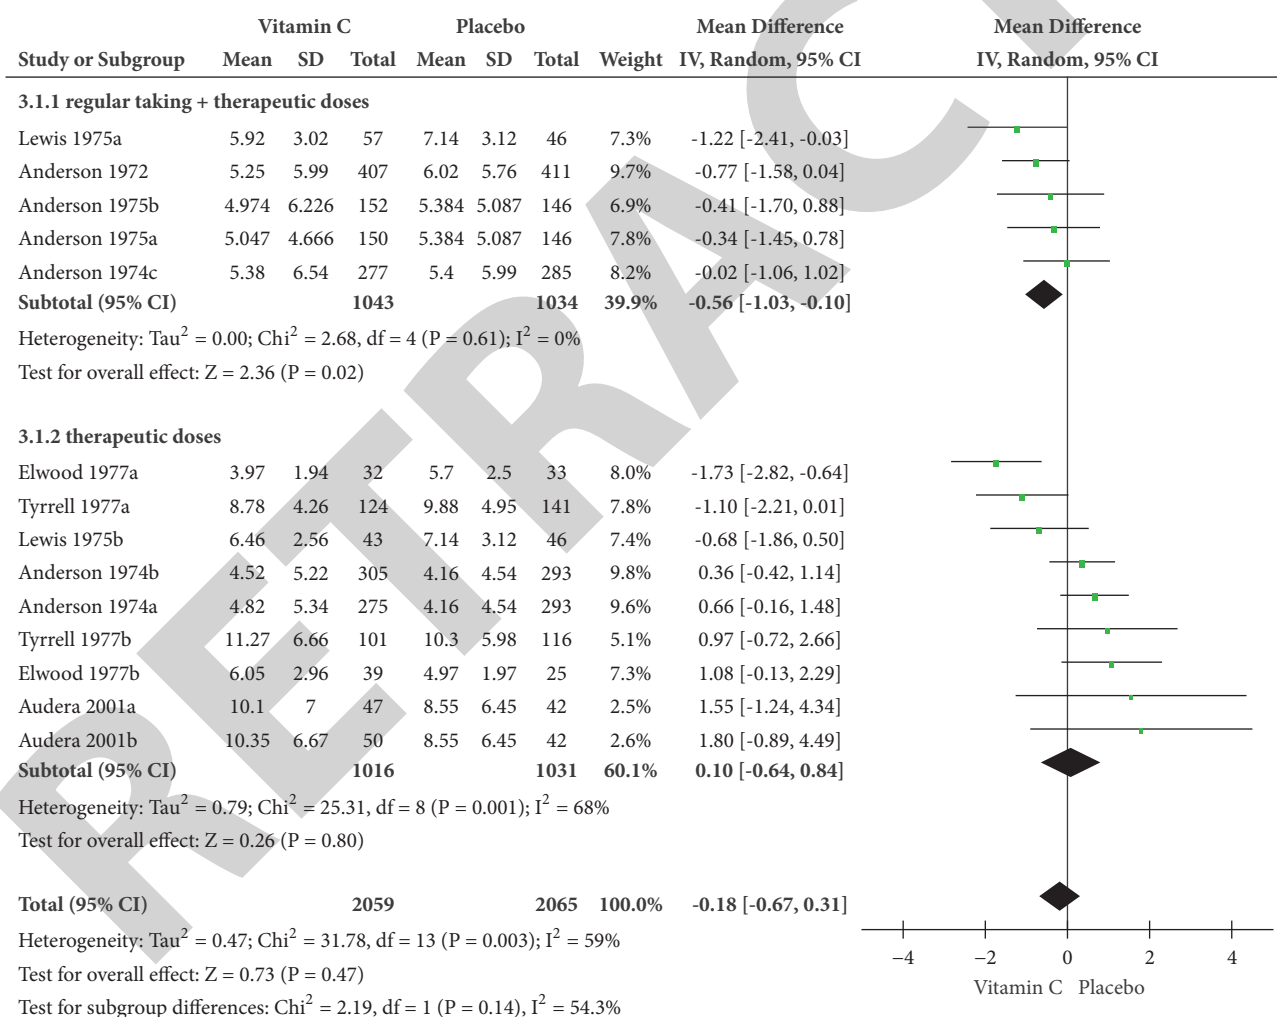 Vitamin C Placebo Mean Difference Mean Difference
Study or Subgroup Mean SD Total Mean SD Total Weight IV, Random, 95% CI IV, Random, 95% CI
3.1.1 regular taking + therapeutic doses
Lewis 1975a 5.92 3.02 57 7.14 3.12 46 7.3% -1.22 [-2.41, -0.03]
Anderson 1972 5.25 5.99 407 6.02 5.76 411 9.7% -0.77 [-1.58, 0.04]
Anderson 1975b 4.974 6.226 152 5.384 5.087 146 6.9% -0.41 [-1.70, 0.88]
Anderson 1975a 5.047 4.666 150 5.384 5.087 146 7.8% -0.34 [-1.45, 0.78]
Anderson 1974c 5.38 6.54 277 5.4 5.99 285 8.2% -0.02 [-1.06, 1.02]
Subtotal (95% CI) 1043 1034 39.9% -0.56 [-1.03, -0.10]
Heterogeneity: Tau² = 0.00; Chi² = 2.68, df = 4 (P = 0.61); I² = 0%
Test for overall effect: Z = 2.36 (P = 0.02)
3.1.2 therapeutic doses
Elwood 1977a 3.97 1.94 32 5.7 2.5 33 8.0% -1.73 [-2.82, -0.64]
Tyrrell 1977a 8.78 4.26 124 9.88 4.95 141 7.8% -1.10 [-2.21, 0.01]
Lewis 1975b 6.46 2.56 43 7.14 3.12 46 7.4% -0.68 [-1.86, 0.50]
Anderson 1974b 4.52 5.22 305 4.16 4.54 293 9.8% 0.36 [-0.42, 1.14]
Anderson 1974a 4.82 5.34 275 4.16 4.54 293 9.6% 0.66 [-0.16, 1.48]
Tyrrell 1977b 11.27 6.66 101 10.3 5.98 116 5.1% 0.97 [-0.72, 2.66]
Elwood 1977b 6.05 2.96 39 4.97 1.97 25 7.3% 1.08 [-0.13, 2.29]
Audera 2001a 10.1 7 47 8.55 6.45 42 2.5% 1.55 [-1.24, 4.34]
Audera 2001b 10.35 6.67 50 8.55 6.45 42 2.6% 1.80 [-0.89, 4.49]
Subtotal (95% CI) 1016 1031 60.1% 0.10 [-0.64, 0.84]
Heterogeneity: Tau² = 0.79; Chi² = 25.31, df = 8 (P = 0.001); I² = 68%
Test for overall effect: Z = 0.26 (P = 0.80)
Total (95% CI) 2059 2065 100.0% -0.18 [-0.67, 0.31]
Heterogeneity: Tau² = 0.47; Chi² = 31.78, df = 13 (P = 0.003); I² = 59%
Test for overall effect: Z = 0.73 (P = 0.47)
Test for subgroup differences: Chi² = 2.19, df = 1 (P = 0.14), I² = 54.3%
−4 −2 0 2 4
Vitamin C Placebo